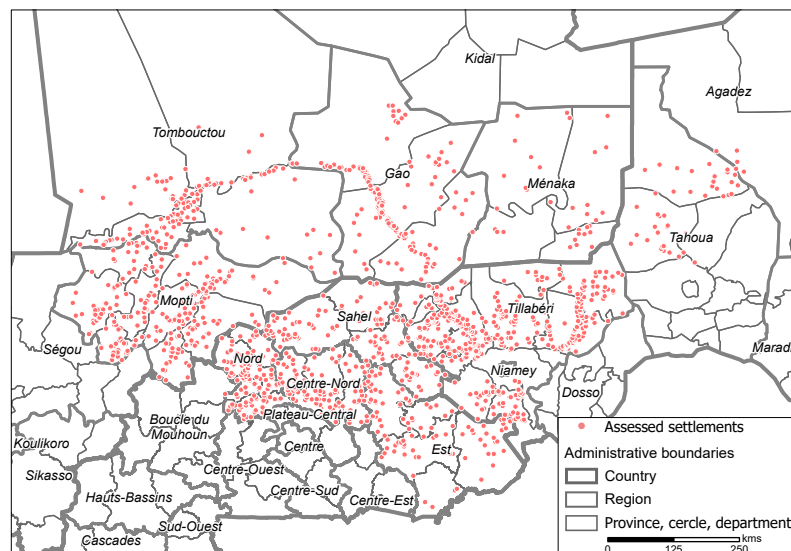 Kidal
Agadez
Tombouctou
Gao
Ménaka
Tahoua
Mopti
Tillabéri
Sahel
Ségou
Nord
Maradi
Niamey
Centre-Nord
Dosso
Plateau-Central
Boucle du
Mouhoun
Koulikoro
Centre
Est
Sikasso
Centre-Ouest
Hauts-Bassins
Centre-Sud
Centre-Est
Sud-Ouest
Cascades
Assessed settlements
Administrative boundaries
Country
Region
Province, cercle, department
kms
0 125 250